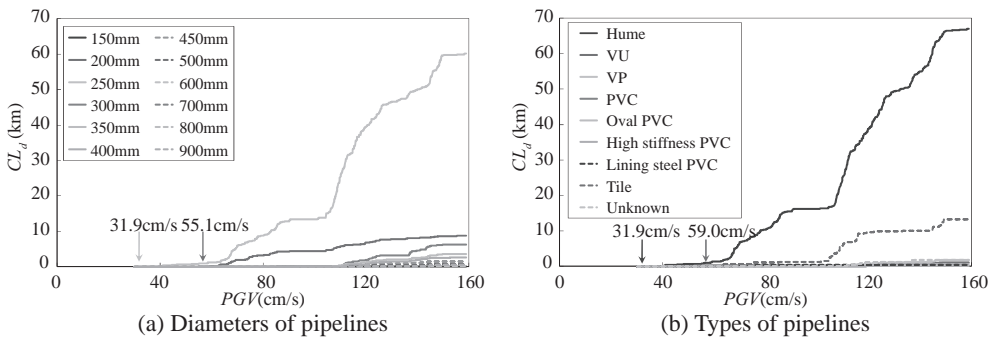 70
60
50
40
30
20
10
0
CL_d (km)
150mm 450mm
200mm 500mm
250mm 600mm
300mm 700mm
350mm 800mm
400mm 900mm
31.9cm/s 55.1cm/s
0 40 80 120 160
PGV(cm/s)
(a) Diameters of pipelines
70
60
50
40
30
20
10
0
CL_d (km)
Hume
VU
VP
PVC
Oval PVC
High stiffness PVC
Lining steel PVC
Tile
Unknown
31.9cm/s 59.0cm/s
0 40 80 120 160
PGV(cm/s)
(b) Types of pipelines